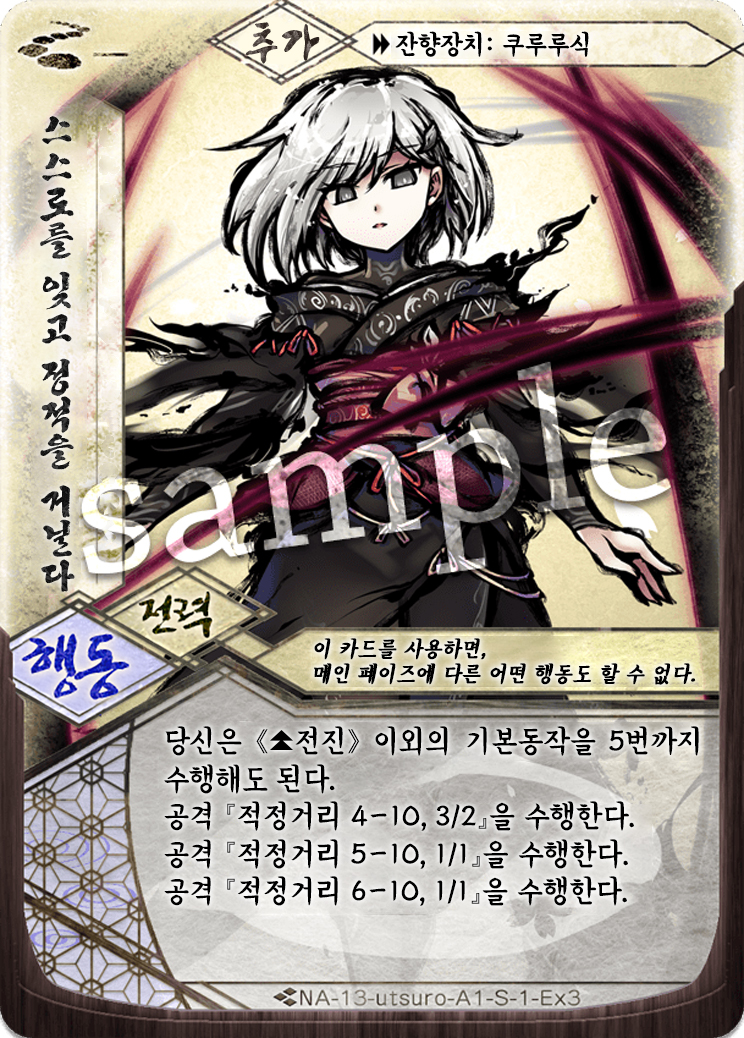 추가
▶▶잔향장치: 쿠루루식
스스로를 잊고 정적을 거닐다
sample
전력
행동
이 카드를 사용하면,
메인 페이즈에 다른 어떤 행동도 할 수 없다.
당신은 《전진》 이외의 기본동작을 5번까지
수행해도 된다.
공격 『적정거리 4-10, 3/2』을 수행한다.
공격 『적정거리 5-10, 1/1』을 수행한다.
공격 『적정거리 6-10, 1/1』을 수행한다.
NA-13-utsuro-A1-S-1-Ex3